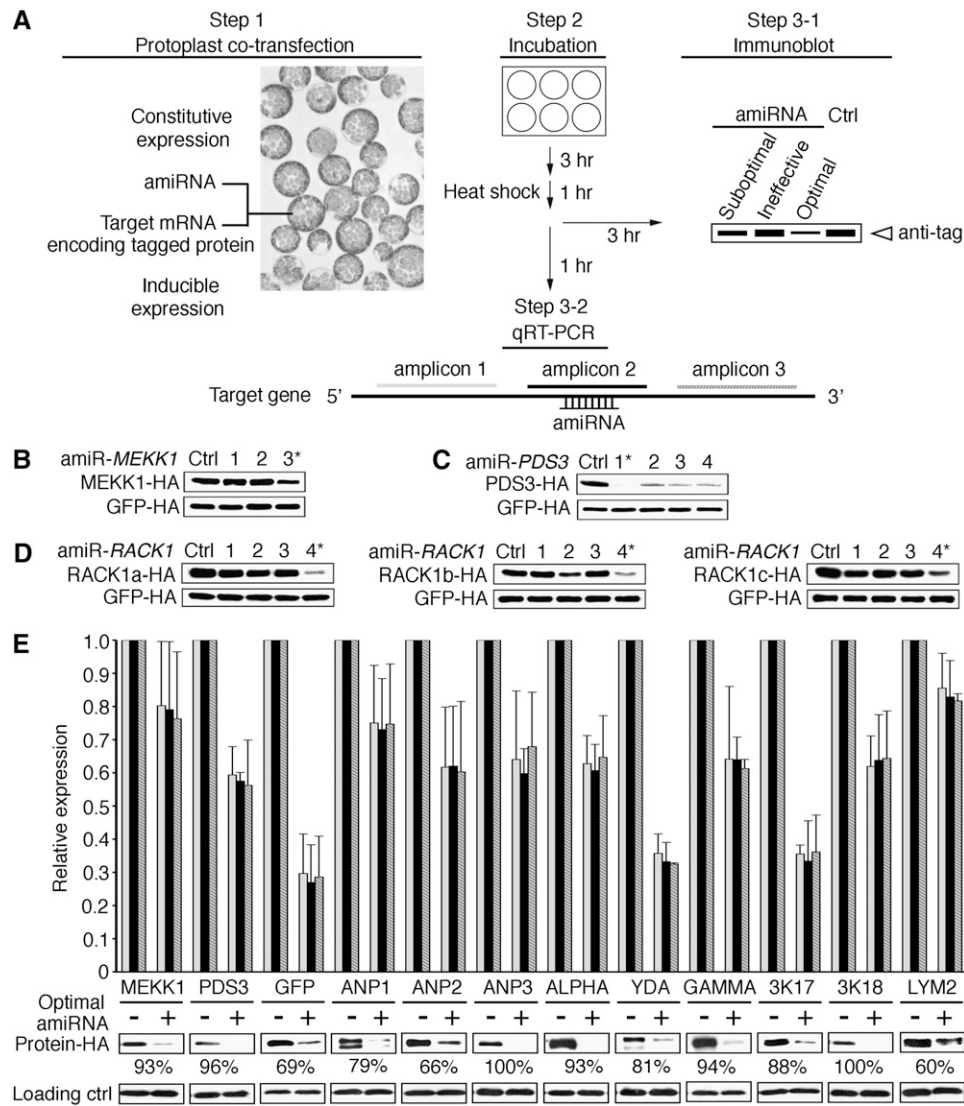 A
Step 1
Protoplast co-transfection
Constitutive
expression
amiRNA
Target mRNA
encoding tagged protein
Inducible
expression
Step 2
Incubation
3 hr
Heat shock
1 hr
3 hr
1 hr
Step 3-1
Immunoblot
amiRNA
Ctrl
Suboptimal
Ineffective
Optimal
anti-tag
Step 3-2
qRT-PCR
amplicon 1
amplicon 2
amplicon 3
Target gene
5’
3’
amiRNA
B
amiR-MEKK1 Ctrl 1 2 3*
MEKK1-HA
GFP-HA
C
amiR-PDS3 Ctrl 1* 2 3 4
PDS3-HA
GFP-HA
D
amiR-RACK1 Ctrl 1 2 3 4*
RACK1a-HA
GFP-HA
amiR-RACK1 Ctrl 1 2 3 4*
RACK1b-HA
GFP-HA
amiR-RACK1 Ctrl 1 2 3 4*
RACK1c-HA
GFP-HA
E
Relative expression
1.0
0.9
0.8
0.7
0.6
0.5
0.4
0.3
0.2
0.1
0
MEKK1 PDS3 GFP ANP1 ANP2 ANP3 ALPHA YDA GAMMA 3K17 3K18 LYM2
Optimal
amiRNA
- + - + - + - + - + - + - + - + - + - + - + - +
Protein-HA
93% 96% 69% 79% 66% 100% 93% 81% 94% 88% 100% 60%
Loading ctrl